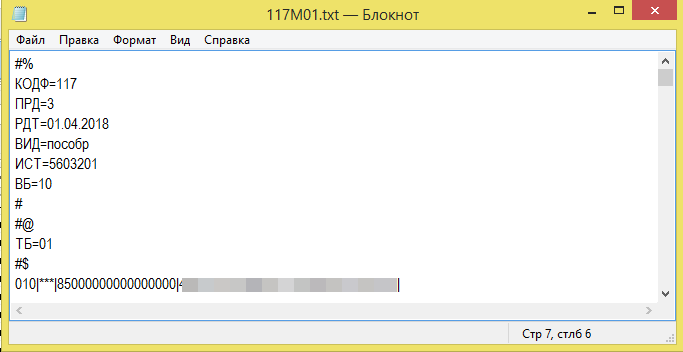 117M01.txt — Блокнот
Файл Правка Формат Вид Справка
#%
КОДФ=117
ПРД=3
РДТ=01.04.2018
ВИД=пособр
ИСТ=5603201
ВБ=10
#
#@
ТБ=01
#$
010|***|85000000000000000|
Стр 7, стлб 6